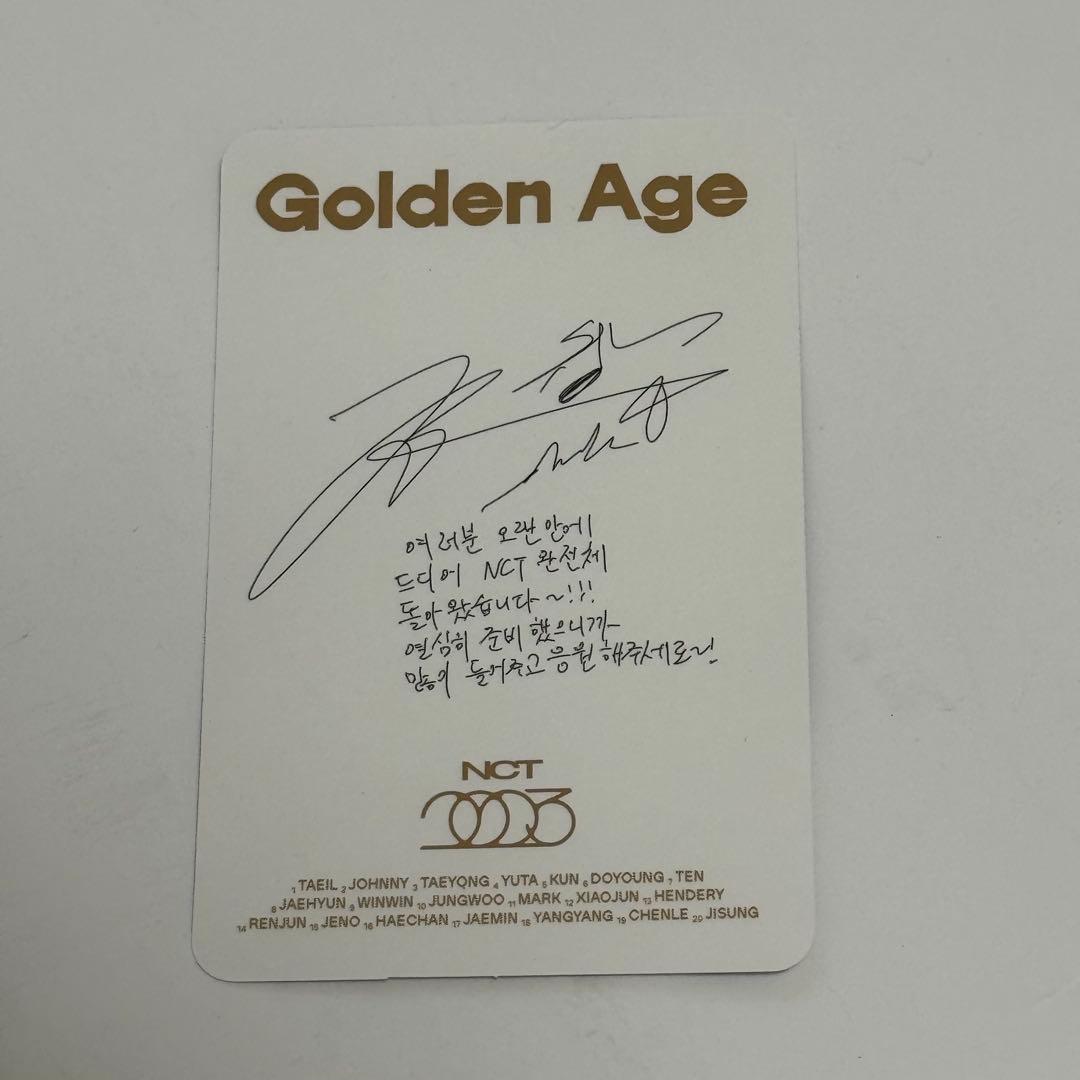 Golden Age
여러분 오랜만에
드디어 NCT 완전체
돌아왔습니다~!!!
열심히 준비했으니까
많이 들어주고 응원해주세요!
NCT
2023
1 TAEIL 2 JOHNNY 3 TAEYONG 4 YUTA 5 KUN 6 DOYOUNG 7 TEN
8 JAEHYUN 9 WINWIN 10 JUNGWOO 11 MARK 12 XIAOJUN 13 HENDERY
14 RENJUN 15 JENO 16 HAECHAN 17 JAEMIN 18 YANGYANG 19 CHENLE 20 JISUNG